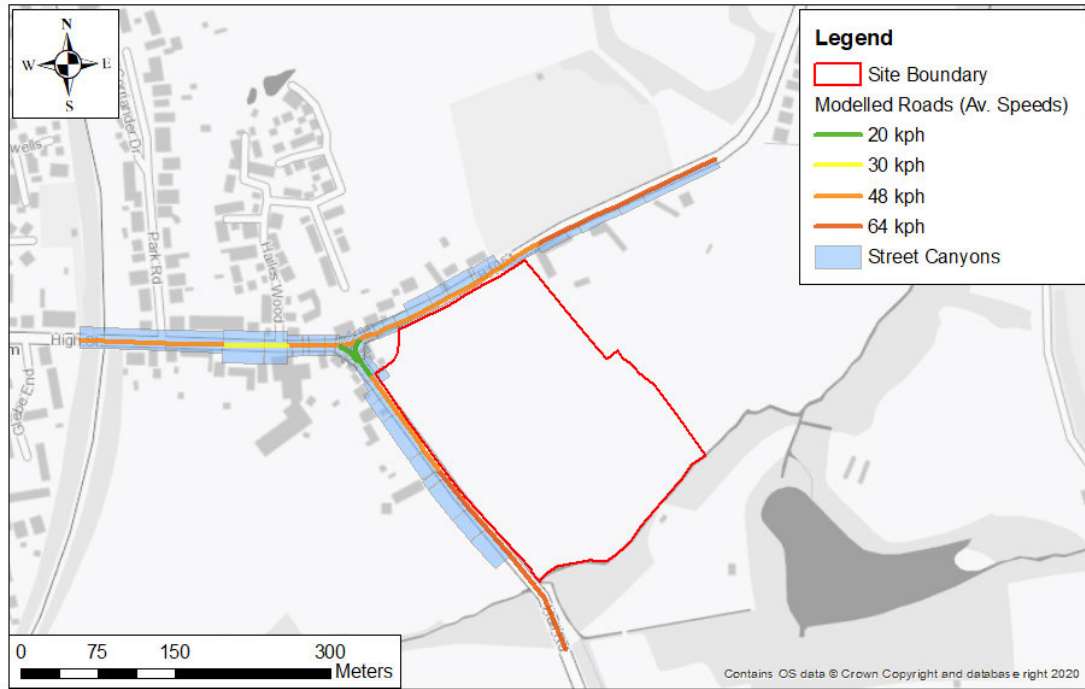 N
W E
S
Legend
Site Boundary
Modelled Roads (Av. Speeds)
20 kph
30 kph
48 kph
64 kph
Street Canyons
Park Rd
Hailes Wood
High St
Glebe End
0 75 150 300
Meters
Contains OS data © Crown Copyright and database right 2020